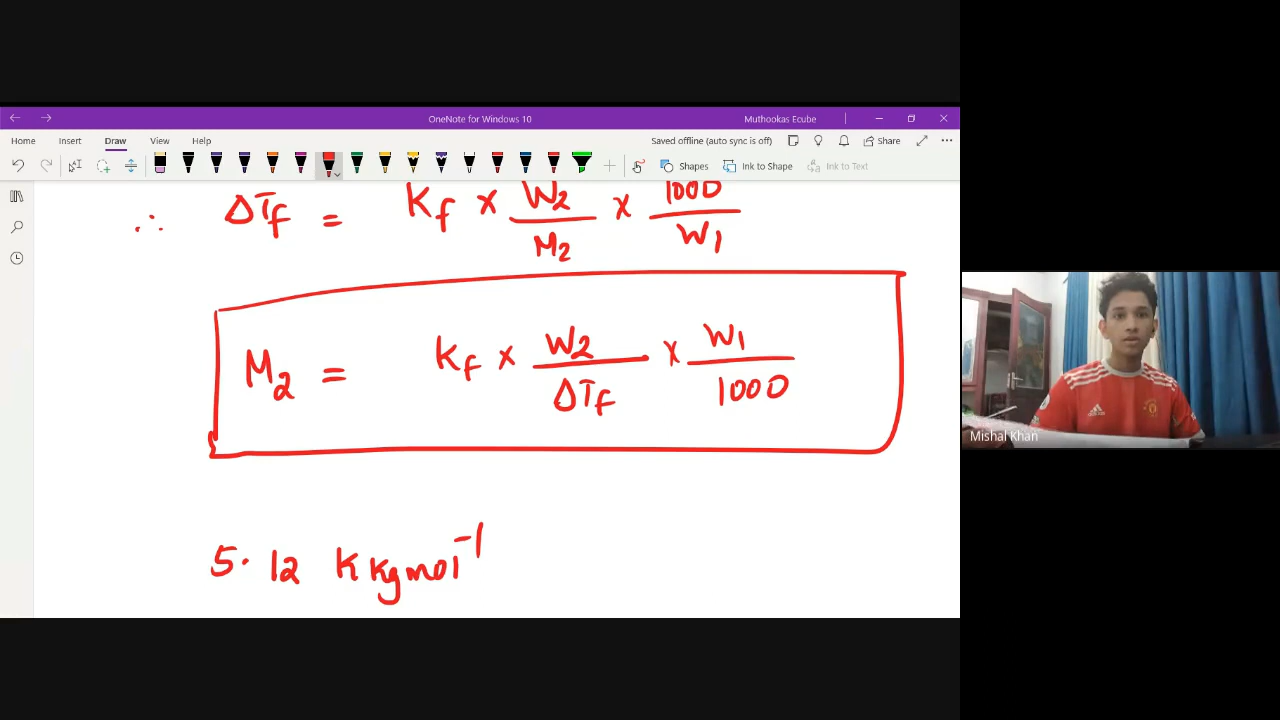 OneNote for Windows 10
Muthookas Ecube
Home Insert Draw View Help
Saved offline (auto sync is off)
Share
Shapes
Ink to Shape
Ink to Text
∴ ΔTf = Kf × W2/M2 × 1000/W1
M2 = Kf × W2/ΔTf × W1/1000
5.12 K Kg mol⁻¹
adidas
Mishal Khan